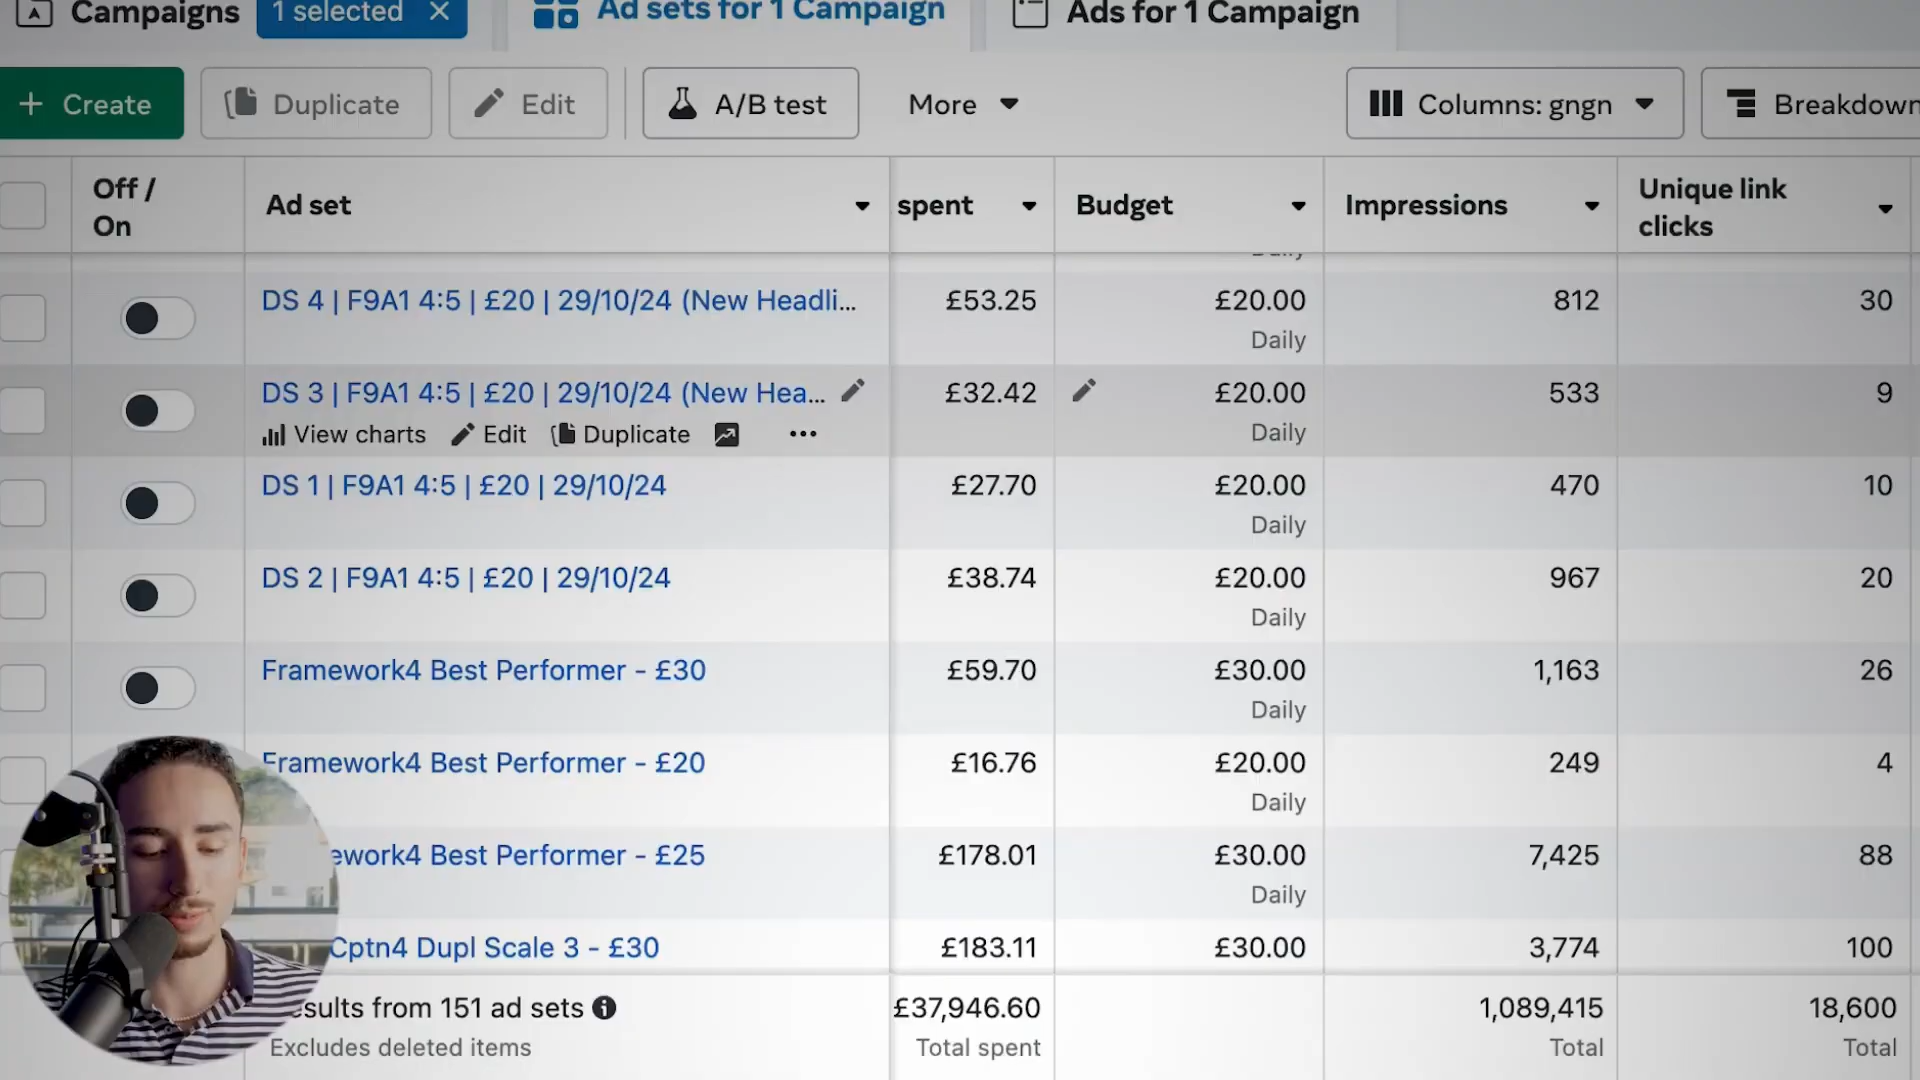 Campaigns
1 selected ×
Ad sets for 1 Campaign
Ads for 1 Campaign
+ Create
Duplicate
Edit
A/B test
More
Columns: gngn
Breakdown
Off /
On
Ad set
spent
Budget
Impressions
Unique link
clicks
Daily
DS 4 | F9A1 4:5 | £20 | 29/10/24 (New Headli...
£53.25
£20.00
Daily
812
30
DS 3 | F9A1 4:5 | £20 | 29/10/24 (New Hea...
View charts
Edit
Duplicate
...
£32.42
£20.00
Daily
533
9
DS 1 | F9A1 4:5 | £20 | 29/10/24
£27.70
£20.00
Daily
470
10
DS 2 | F9A1 4:5 | £20 | 29/10/24
£38.74
£20.00
Daily
967
20
Framework4 Best Performer - £30
£59.70
£30.00
Daily
1,163
26
Framework4 Best Performer - £20
£16.76
£20.00
Daily
249
4
ework4 Best Performer - £25
£178.01
£30.00
Daily
7,425
88
Cptn4 Dupl Scale 3 - £30
£183.11
£30.00
3,774
100
esults from 151 ad sets
Excludes deleted items
£37,946.60
Total spent
1,089,415
Total
18,600
Total